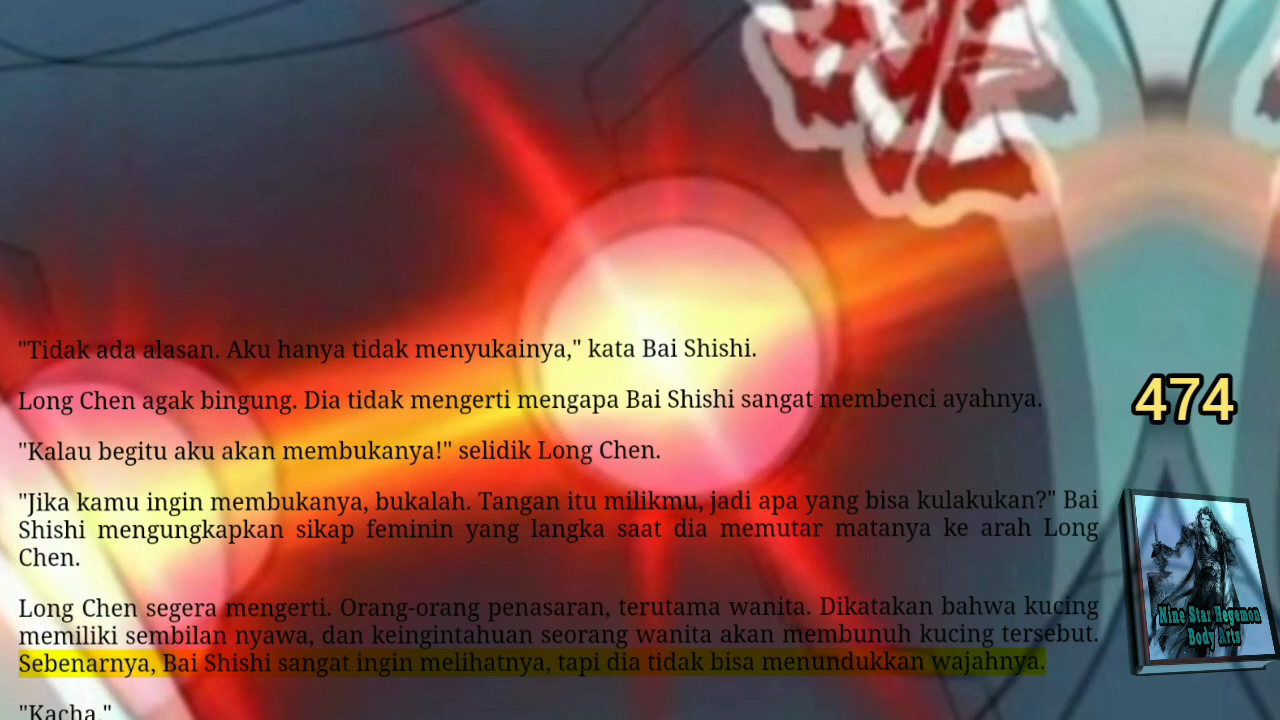 "Tidak ada alasan. Aku hanya tidak menyukainya," kata Bai Shishi.
Long Chen agak bingung. Dia tidak mengerti mengapa Bai Shishi sangat membenci ayahnya.
"Kalau begitu aku akan membukanya!" selidik Long Chen.
"Jika kamu ingin membukanya, bukalah. Tangan itu milikmu, jadi apa yang bisa kulakukan?" Bai
Shishi mengungkapkan sikap feminin yang langka saat dia memutar matanya ke arah Long
Chen.
Long Chen segera mengerti. Orang-orang penasaran, terutama wanita. Dikatakan bahwa kucing
memiliki sembilan nyawa, dan keingintahuan seorang wanita akan membunuh kucing tersebut.
Sebenarnya, Bai Shishi sangat ingin melihatnya, tapi dia tidak bisa menundukkan wajahnya.
"Kacha."
474
Nine Star Hegemon
Body Arts